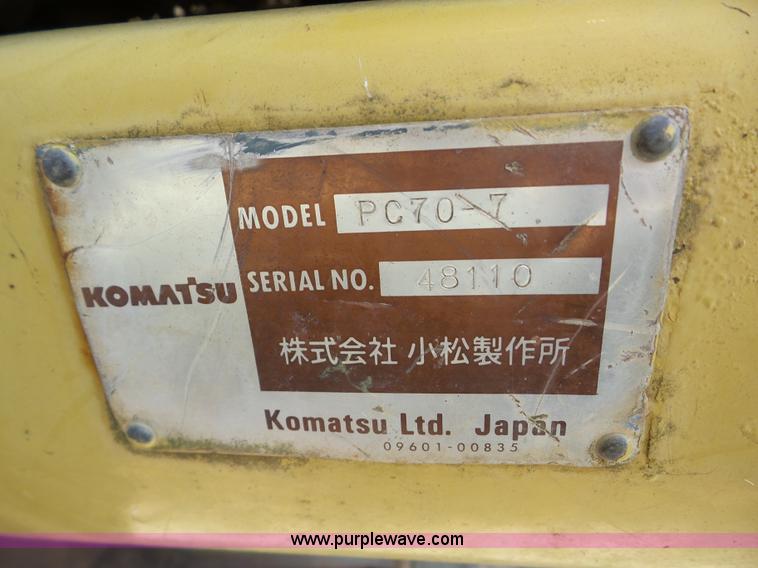 MODEL PC70-7
SERIAL NO. 48110
KOMATSU
株式会社 小松製作所
Komatsu Ltd. Japan
09601-00835
www.purplewave.com